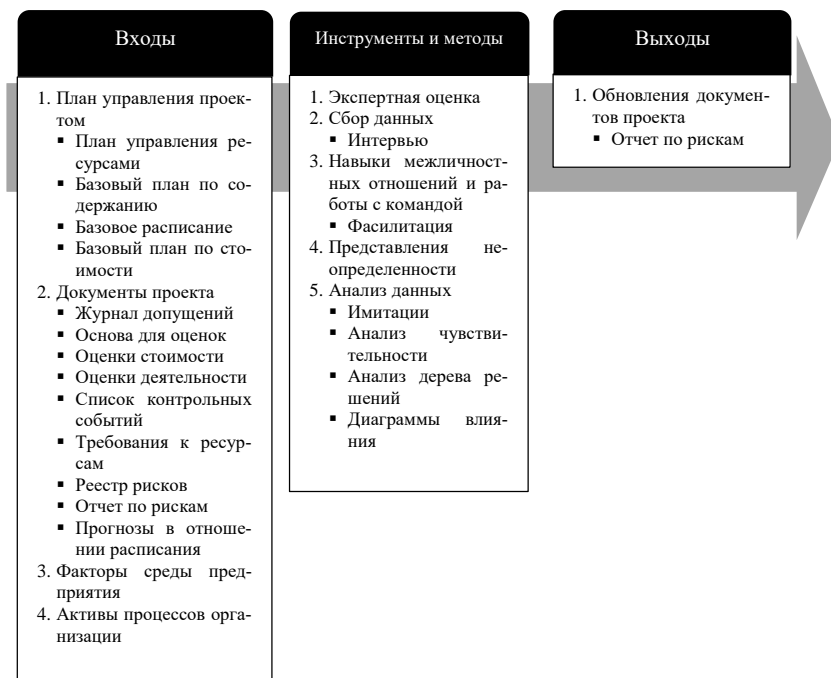 Входы
1. План управления проек-
том
▪ План управления ре-
сурсами
▪ Базовый план по со-
держанию
▪ Базовое расписание
▪ Базовый план по сто-
имости
2. Документы проекта
▪ Журнал допущений
▪ Основа для оценок
▪ Оценки стоимости
▪ Оценки деятельности
▪ Список контрольных
событий
▪ Требования к ресур-
сам
▪ Реестр рисков
▪ Отчет по рискам
▪ Прогнозы в отноше-
нии расписания
3. Факторы среды пред-
приятия
4. Активы процессов орга-
низации
Инструменты и методы
1. Экспертная оценка
2. Сбор данных
▪ Интервью
3. Навыки межличност-
ных отношений и ра-
боты с командой
▪ Фасилитация
4. Представления не-
определенности
5. Анализ данных
▪ Имитации
▪ Анализ чувстви-
тельности
▪ Анализ дерева ре-
шений
▪ Диаграммы влия-
ния
Выходы
1. Обновления докумен-
тов проекта
▪ Отчет по рискам